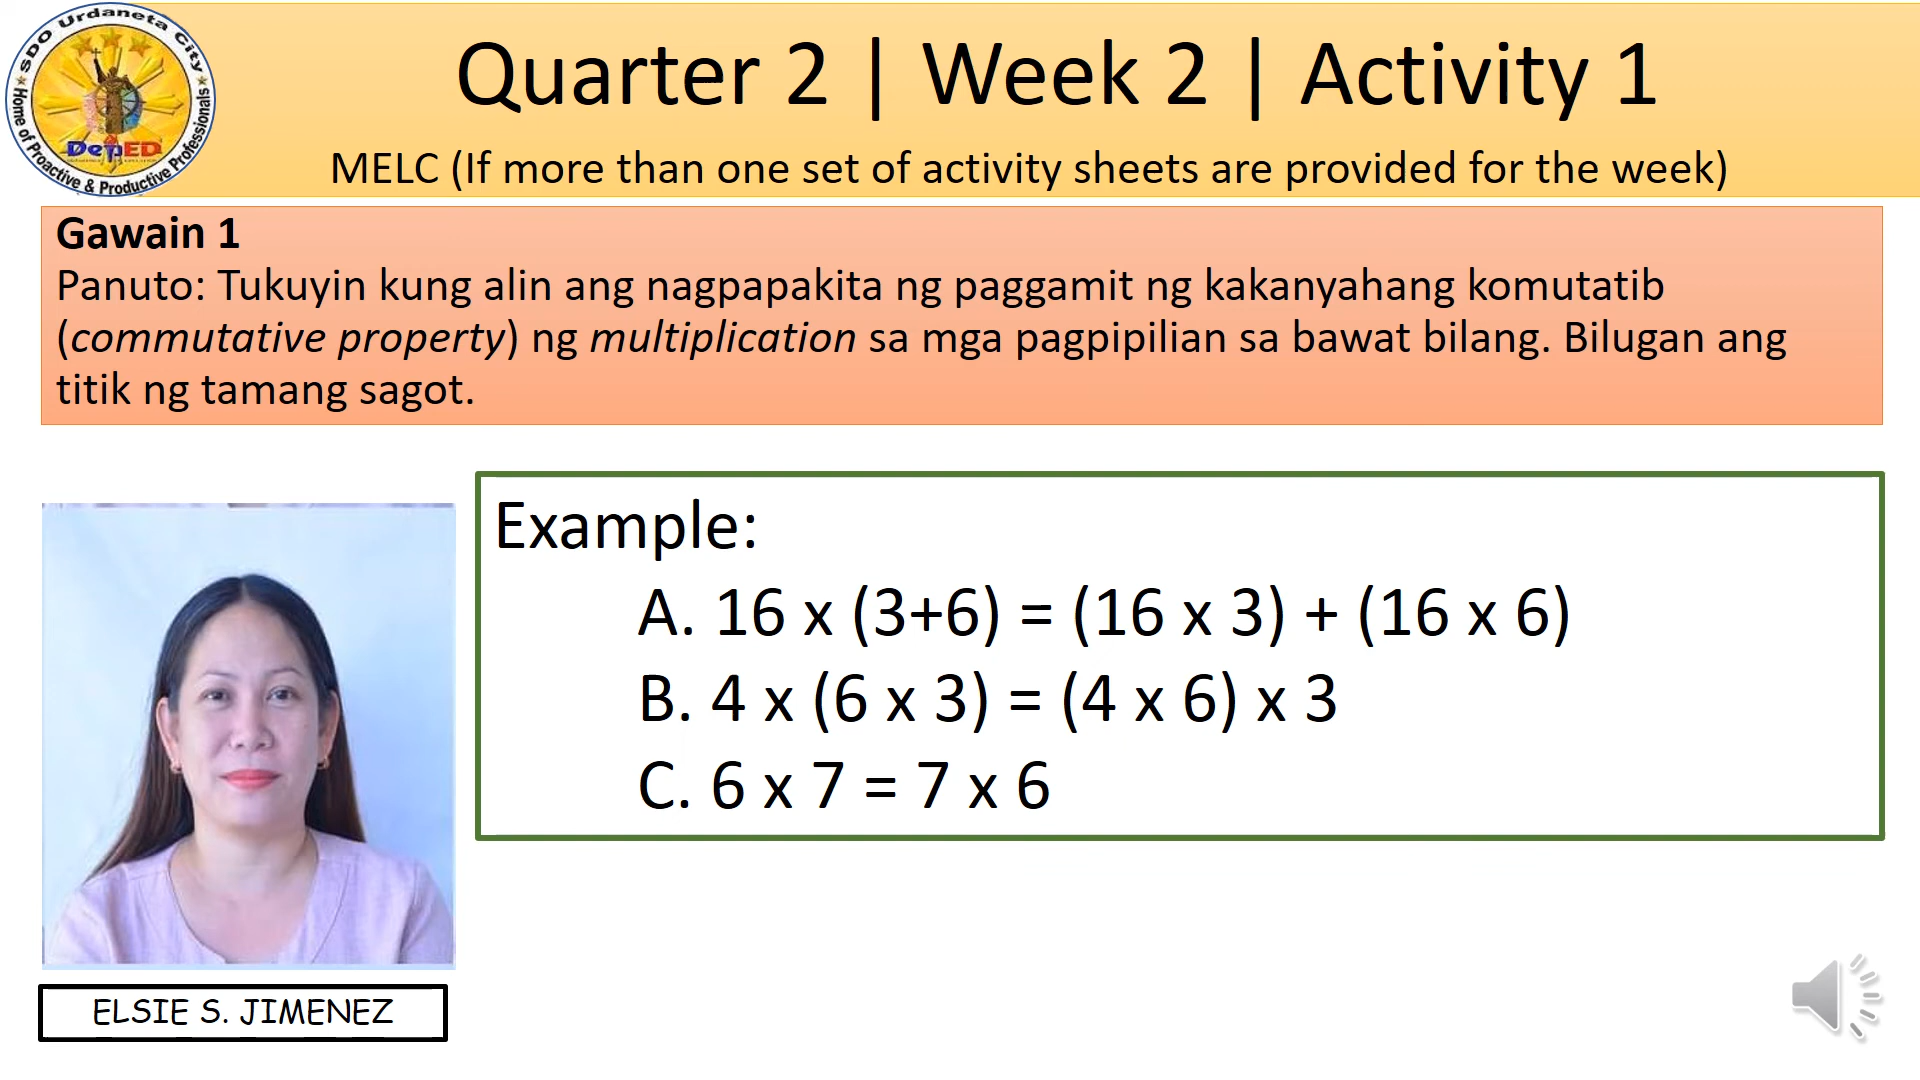 SDO Urdaneta City
Home of Proactive & Productive Professionals
DepED
Quarter 2 | Week 2 | Activity 1
MELC (If more than one set of activity sheets are provided for the week)
Gawain 1
Panuto: Tukuyin kung alin ang nagpapakita ng paggamit ng kakanyahang komutatib
(commutative property) ng multiplication sa mga pagpipilian sa bawat bilang. Bilugan ang
titik ng tamang sagot.
Example:
A. 16 x (3+6) = (16 x 3) + (16 x 6)
B. 4 x (6 x 3) = (4 x 6) x 3
C. 6 x 7 = 7 x 6
ELSIE S. JIMENEZ